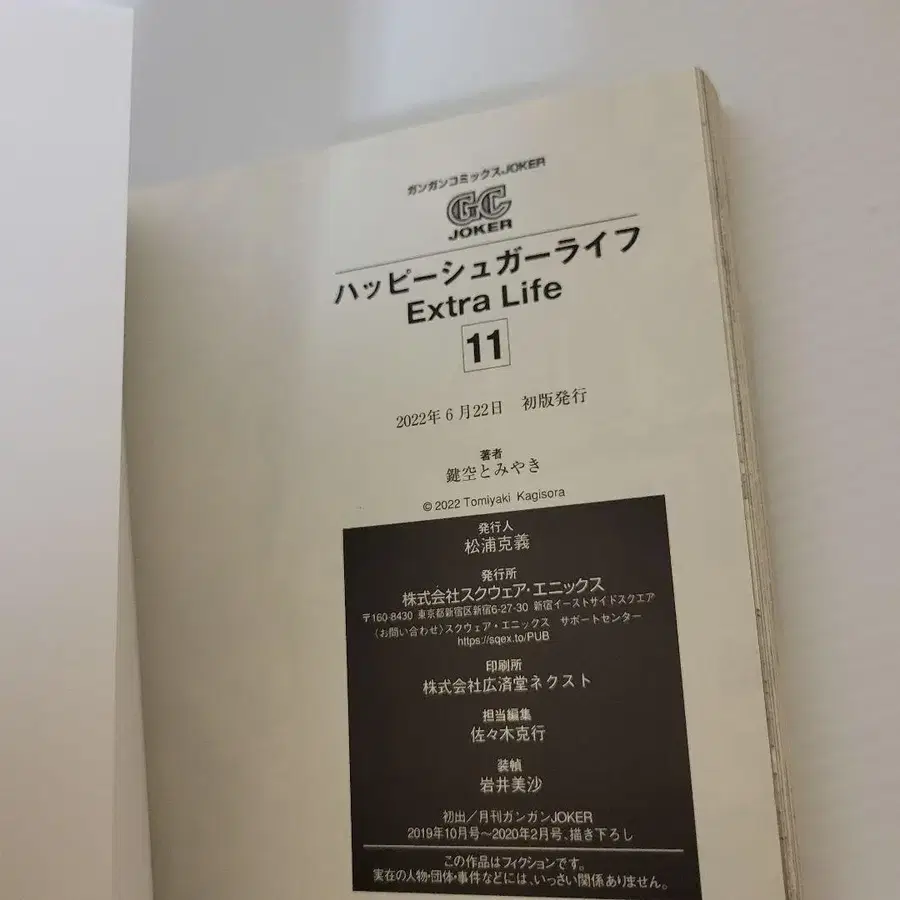 ガンガンコミックスJOKER
GC
JOKER
ハッピーシュガーライフ
Extra Life
11
2022年6月22日 初版発行
著者
鍵空とみやき
© 2022 Tomiyaki Kagisora
発行人
松浦克義
発行所
株式会社スクウェア・エニックス
〒160-8430 東京都新宿区新宿6-27-30 新宿イーストサイドスクエア
〈お問い合わせ〉スクウェア・エニックス サポートセンター
https://sqex.to/PUB
印刷所
株式会社広済堂ネクスト
担当編集
佐々木克行
装幀
岩井美沙
初出／月刊ガンガンJOKER
2019年10月号〜2020年2月号、描き下ろし
この作品はフィクションです。
実在の人物・団体・事件などには、いっさい関係ありません。